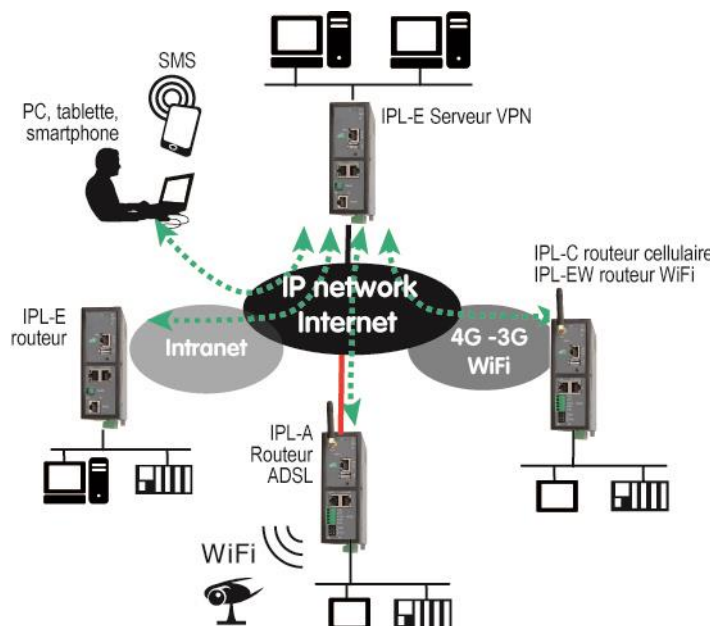 SMS
PC, tablette,
smartphone
IPL-E Serveur VPN
IPL-C routeur cellulaire
IPL-EW routeur WiFi
IP network
Internet
IPL-E
routeur
Intranet
4G -3G
WiFi
IPL-A
Routeur
ADSL
WiFi